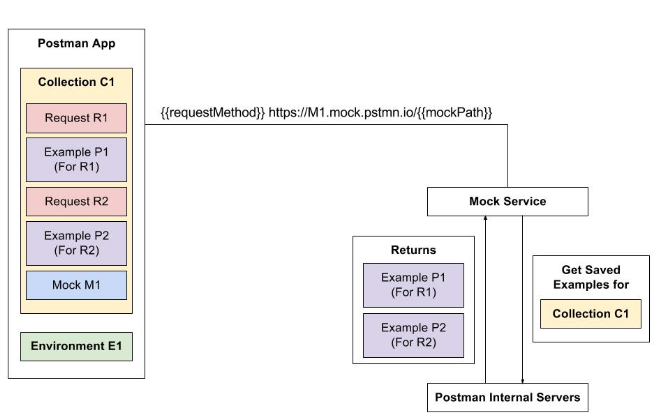 Postman App
Collection C1
Request R1
Example P1
(For R1)
Request R2
Example P2
(For R2)
Mock M1
Environment E1
{{requestMethod}} https://M1.mock.pstmn.io/{{mockPath}}
Mock Service
Returns
Example P1
(For R1)
Example P2
(For R2)
Get Saved
Examples for
Collection C1
Postman Internal Servers